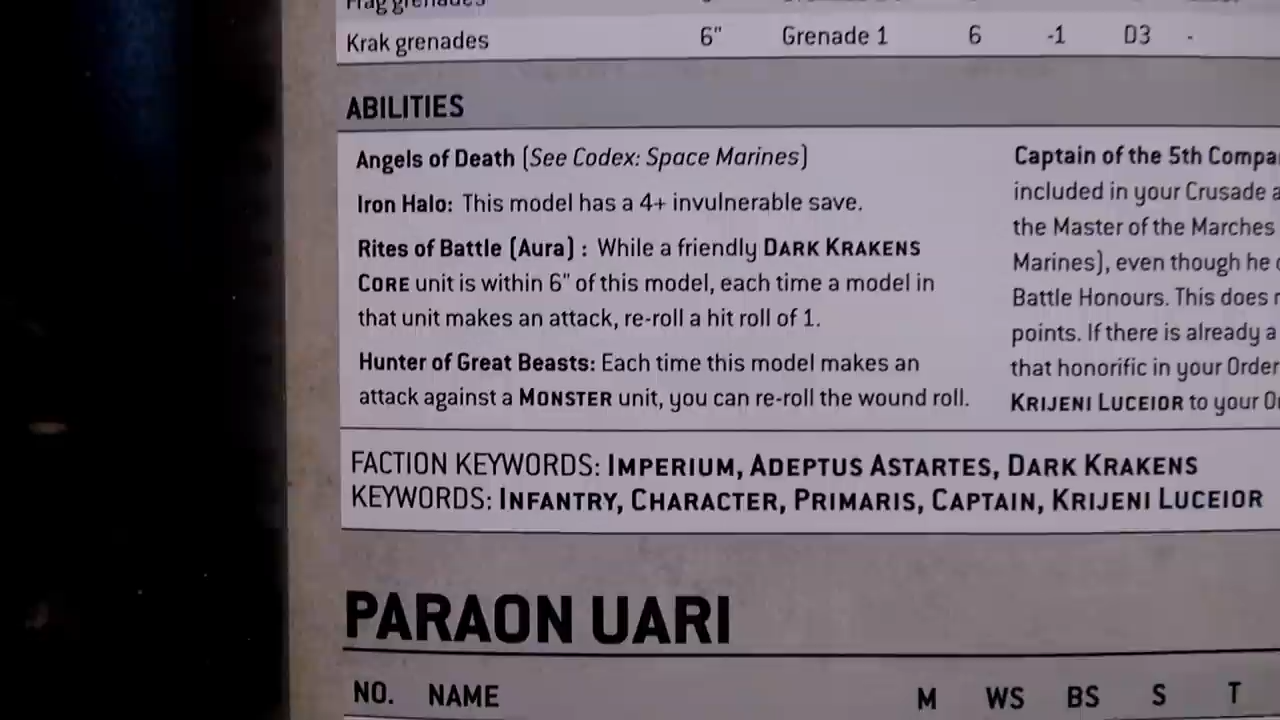 Frag grenades
Krak grenades 6" Grenade 1 6 -1 D3 -
ABILITIES
Angels of Death (See Codex: Space Marines)
Iron Halo: This model has a 4+ invulnerable save.
Rites of Battle (Aura) : While a friendly DARK KRAKENS
CORE unit is within 6" of this model, each time a model in
that unit makes an attack, re-roll a hit roll of 1.
Hunter of Great Beasts: Each time this model makes an
attack against a MONSTER unit, you can re-roll the wound roll.
Captain of the 5th Compa
included in your Crusade a
the Master of the Marches
Marines), even though he
Battle Honours. This does
points. If there is already a
that honorific in your Order
KRIJENI LUCEIOR to your
FACTION KEYWORDS: IMPERIUM, ADEPTUS ASTARTES, DARK KRAKENS
KEYWORDS: INFANTRY, CHARACTER, PRIMARIS, CAPTAIN, KRIJENI LUCEIOR
PARAON UARI
NO. NAME M WS BS S T